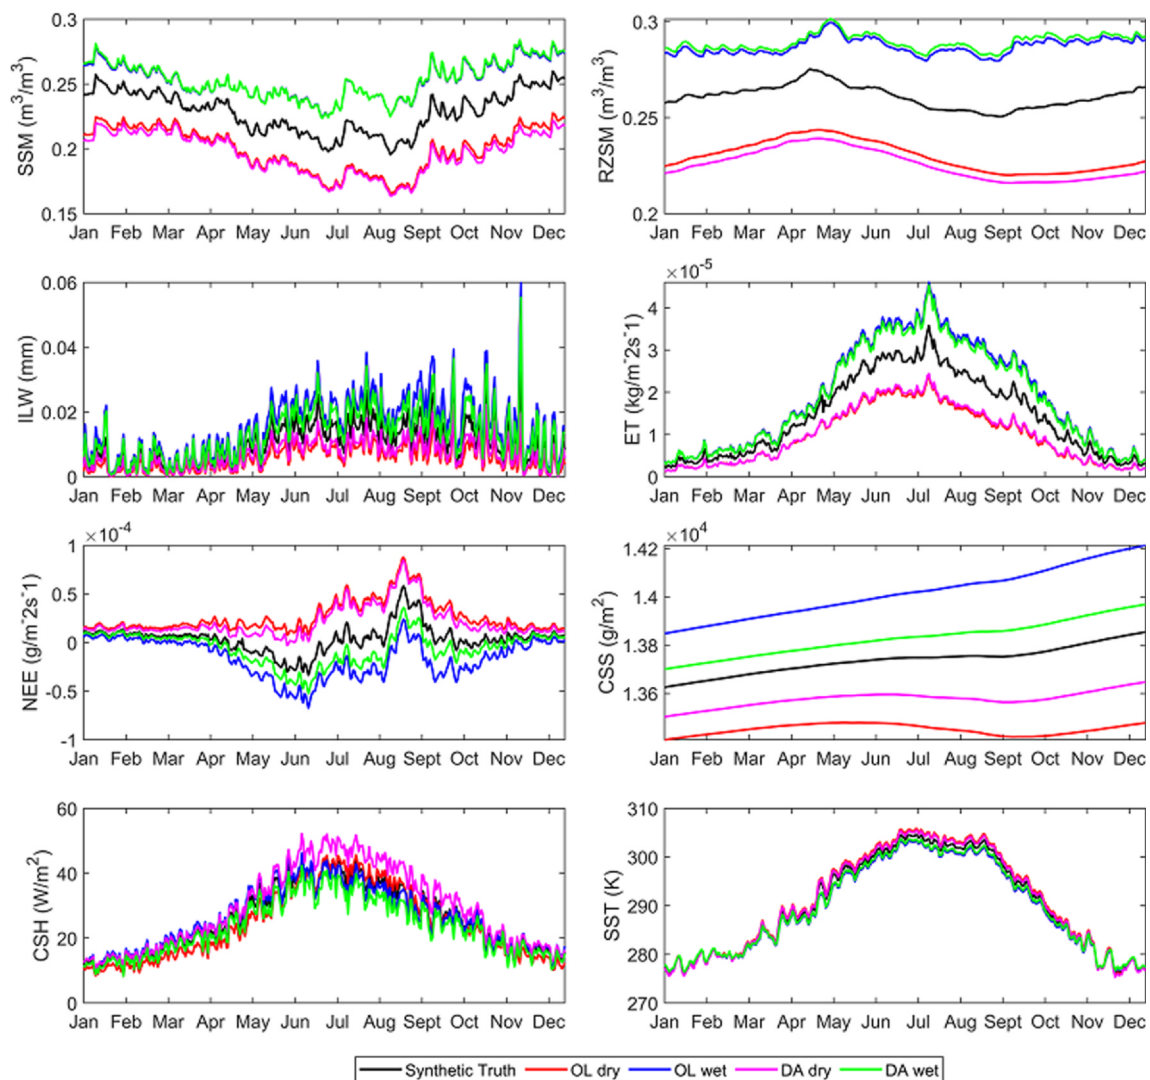 0.3
0.25
0.2
0.15
SSM (m³/m³)
Jan Feb Mar Apr May Jun Jul Aug Sept Oct Nov Dec
0.3
0.25
0.2
RZSM (m³/m³)
Jan Feb Mar Apr May Jun Jul Aug Sept Oct Nov Dec
0.06
0.04
0.02
0
ILW (mm)
Jan Feb Mar Apr May Jun Jul Aug Sept Oct Nov Dec
×10⁻⁵
4
3
2
1
0
ET (kg/m⁻2s⁻1)
Jan Feb Mar Apr May Jun Jul Aug Sept Oct Nov Dec
×10⁻⁴
1
0.5
0
-0.5
-1
NEE (g/m⁻2s⁻1)
Jan Feb Mar Apr May Jun Jul Aug Sept Oct Nov Dec
×10⁴
1.42
1.4
1.38
1.36
CSS (g/m²)
Jan Feb Mar Apr May Jun Jul Aug Sept Oct Nov Dec
60
40
20
0
CSH (W/m²)
Jan Feb Mar Apr May Jun Jul Aug Sept Oct Nov Dec
310
300
290
280
270
SST (K)
Jan Feb Mar Apr May Jun Jul Aug Sept Oct Nov Dec
Synthetic Truth OL dry OL wet DA dry DA wet